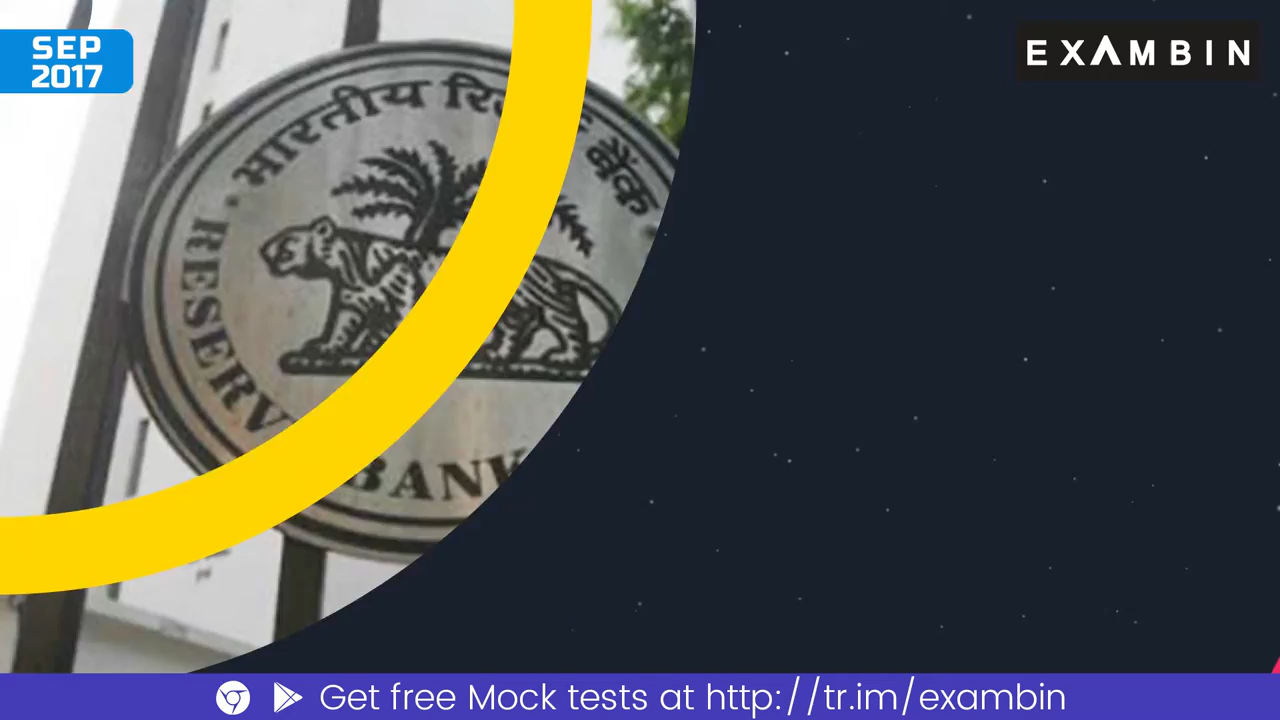 SEP
2017
EXAMBIN
भारतीय
बैंक
RESERV
BANK
Get free Mock tests at http://tr.im/exambin